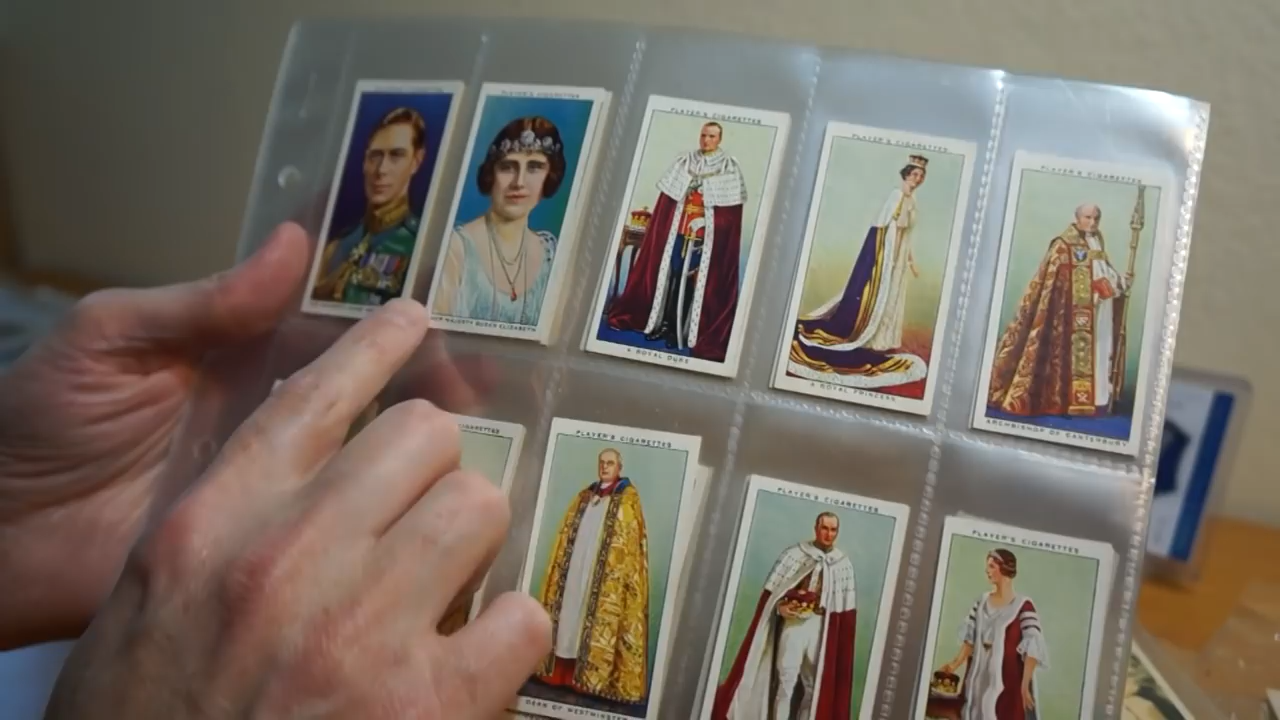 PLAYER'S CIGARETTES
PLAYER'S CIGARETTES
PLAYER'S CIGARETTES
PLAYER'S CIGARETTES
HER MAJESTY QUEEN ELIZABETH
A ROYAL DUKE
A ROYAL PRINCESS
ARCHBISHOP OF CANTERBURY
CIGARETTES
PLAYER'S CIGARETTES
PLAYER'S CIGARETTES
PLAYER'S CIGARETTES
DEAN OF WESTMINSTER